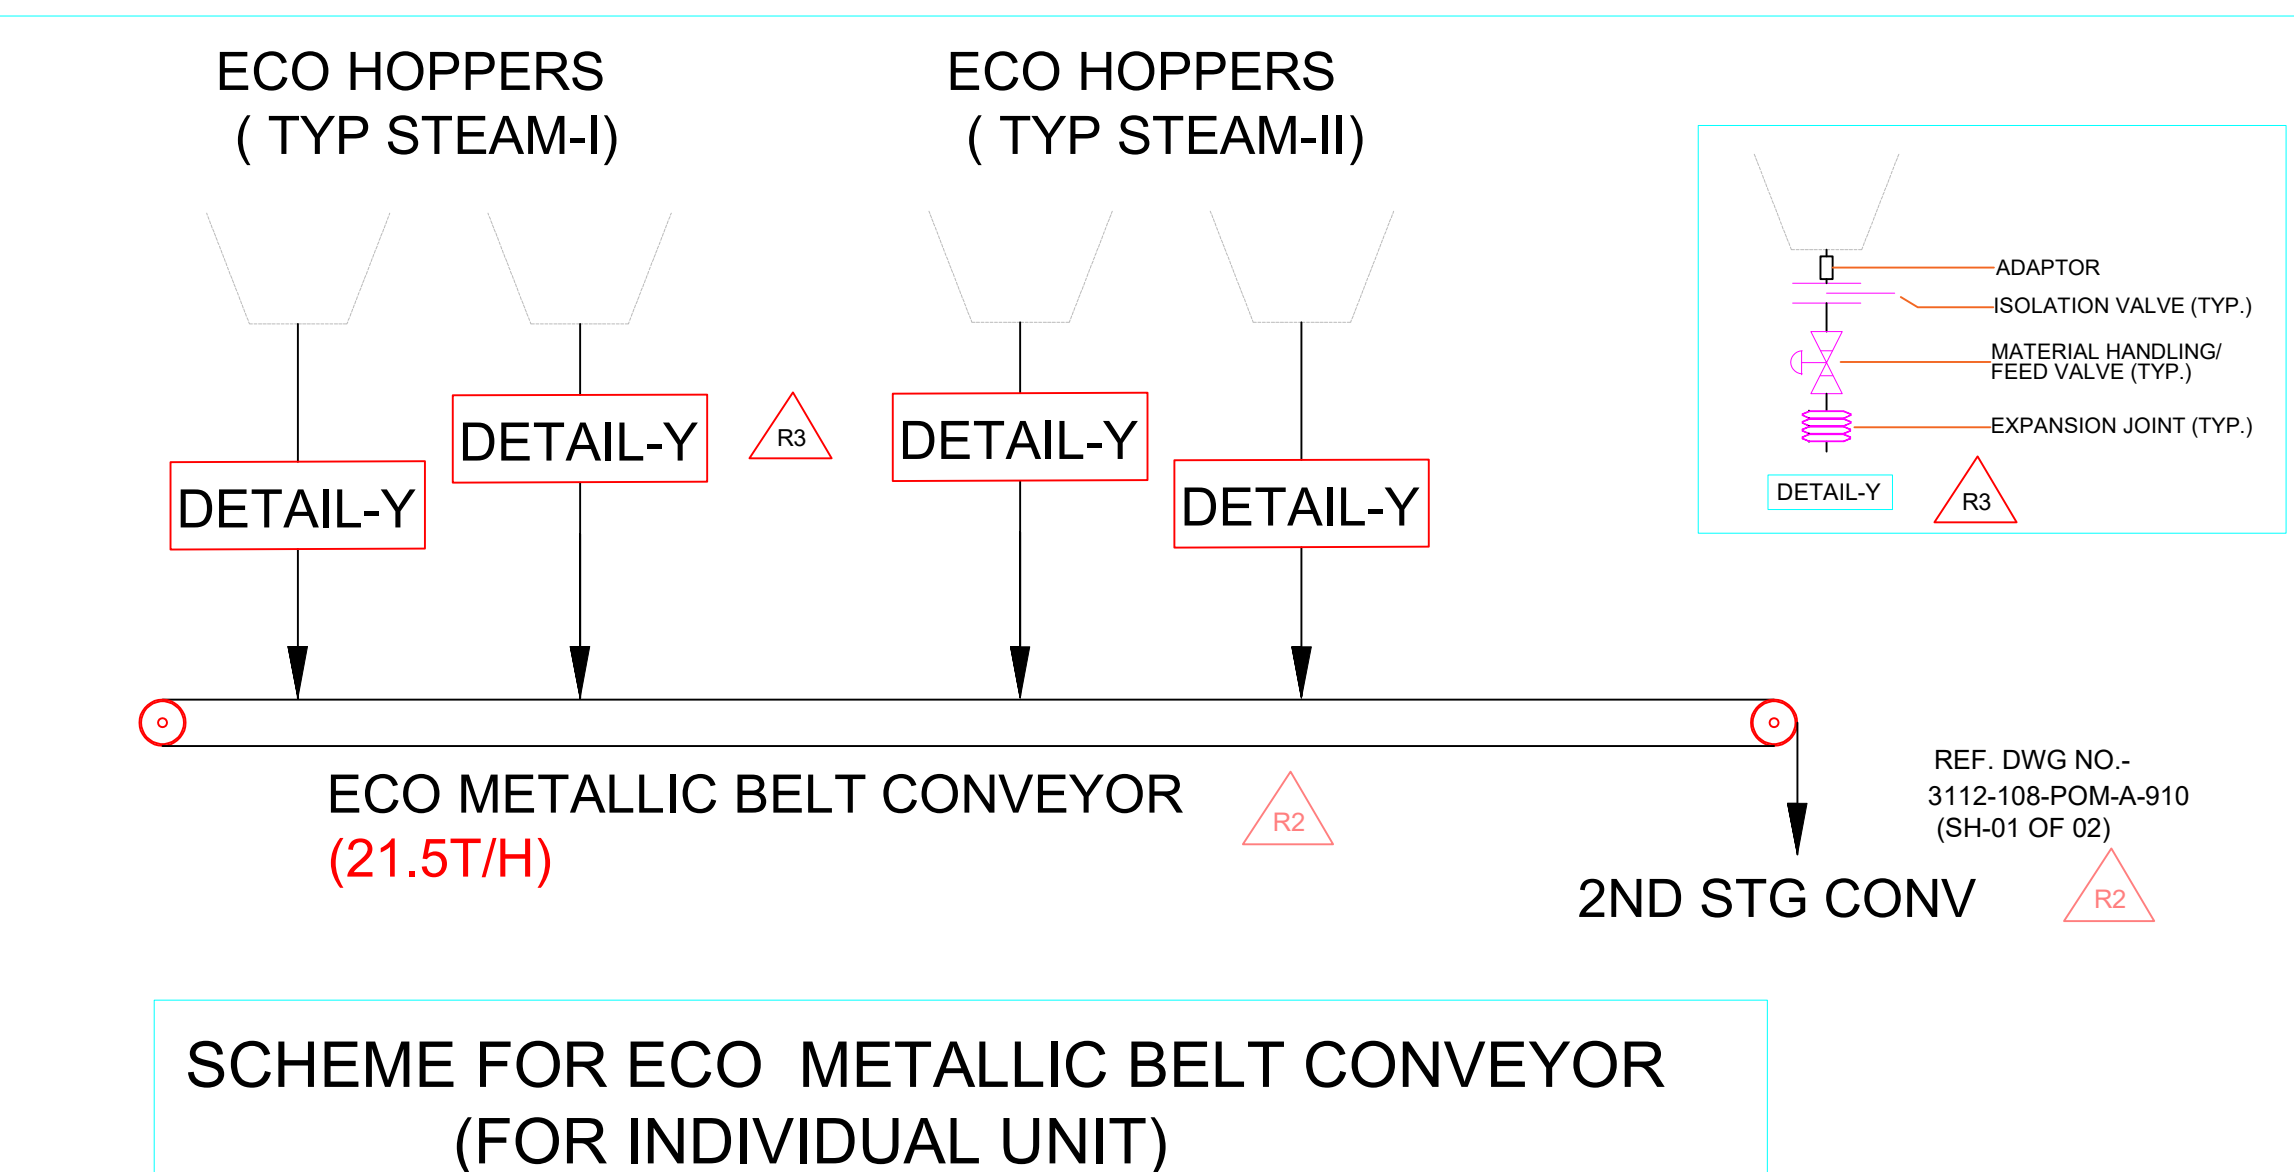 ECO HOPPERS
( TYP STEAM-I)
ECO HOPPERS
( TYP STEAM-II)
ADAPTOR
ISOLATION VALVE (TYP.)
MATERIAL HANDLING/
FEED VALVE (TYP.)
EXPANSION JOINT (TYP.)
DETAIL-Y
R3
DETAIL-Y
DETAIL-Y
R3
DETAIL-Y
DETAIL-Y
ECO METALLIC BELT CONVEYOR
(21.5T/H)
R2
REF. DWG NO.-
3112-108-POM-A-910
(SH-01 OF 02)
2ND STG CONV
R2
SCHEME FOR ECO METALLIC BELT CONVEYOR
(FOR INDIVIDUAL UNIT)